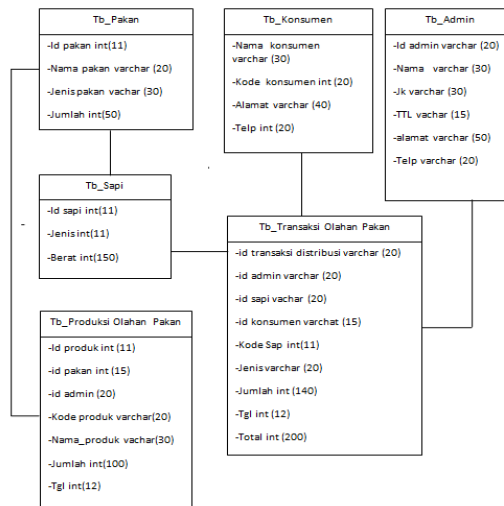 Tb_Pakan
-Id pakan int(11)
-Nama pakan varchar (20)
-Jenis pakan vachar (30)
-Jumlah int(50)
Tb_Konsumen
-Nama konsumen
varchar (30)
-Kode konsumen int (20)
-Alamat varchar (40)
-Telp int (20)
Tb_Admin
-Id admin varchar (20)
-Nama varchar (30)
-Jk varchar (30)
-TTL vachar (15)
-alamat varchar (50)
-Telp varchar (20)
Tb_Sapi
-Id sapi int(11)
-Jenis int(11)
-Berat int(150)
Tb_Transaksi Olahan Pakan
-id transaksi distribusi varchar (20)
-id admin varchar (20)
-id sapi vachar (20)
-id konsumen varchat (15)
-Kode Sap int(11)
-Jenis varchar (20)
-Jumlah int (140)
-Tgl int (12)
-Total int (200)
Tb_Produksi Olahan Pakan
-Id produk int (11)
-id pakan int (15)
-id admin (20)
-Kode produk varchar(20)
-Nama_produk vachar(30)
-Jumlah int(100)
-Tgl int(12)